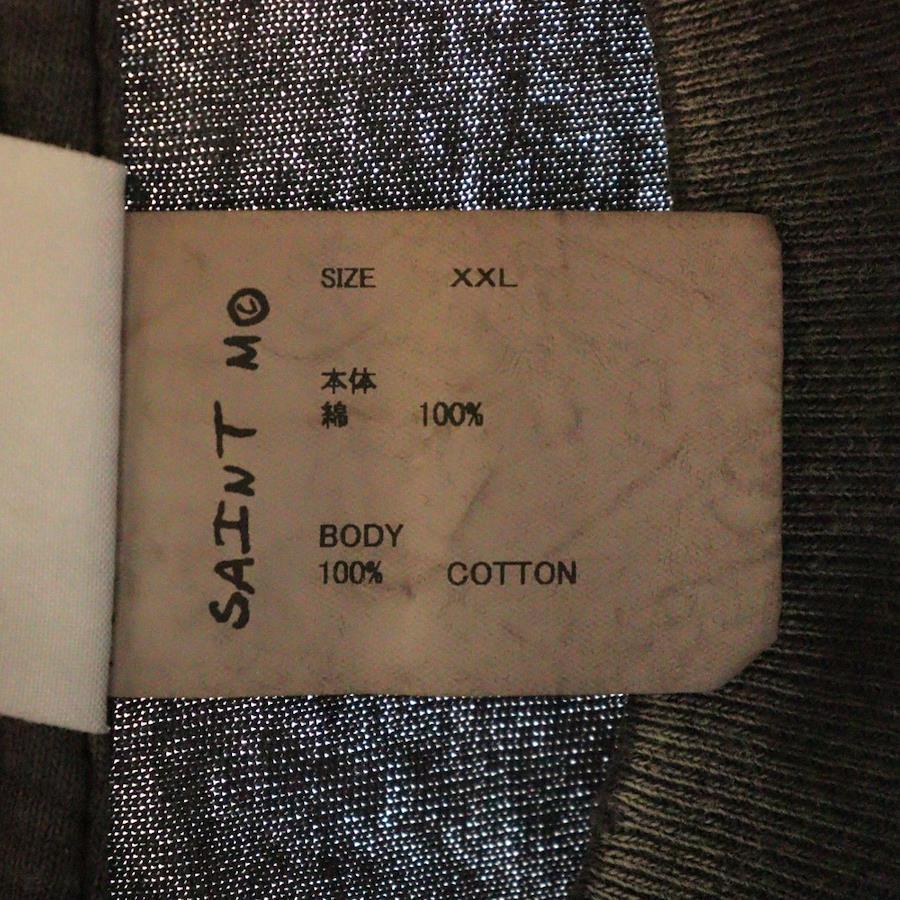 SAINT M©
SIZE XXL
本体
綿 100%
BODY
100% COTTON